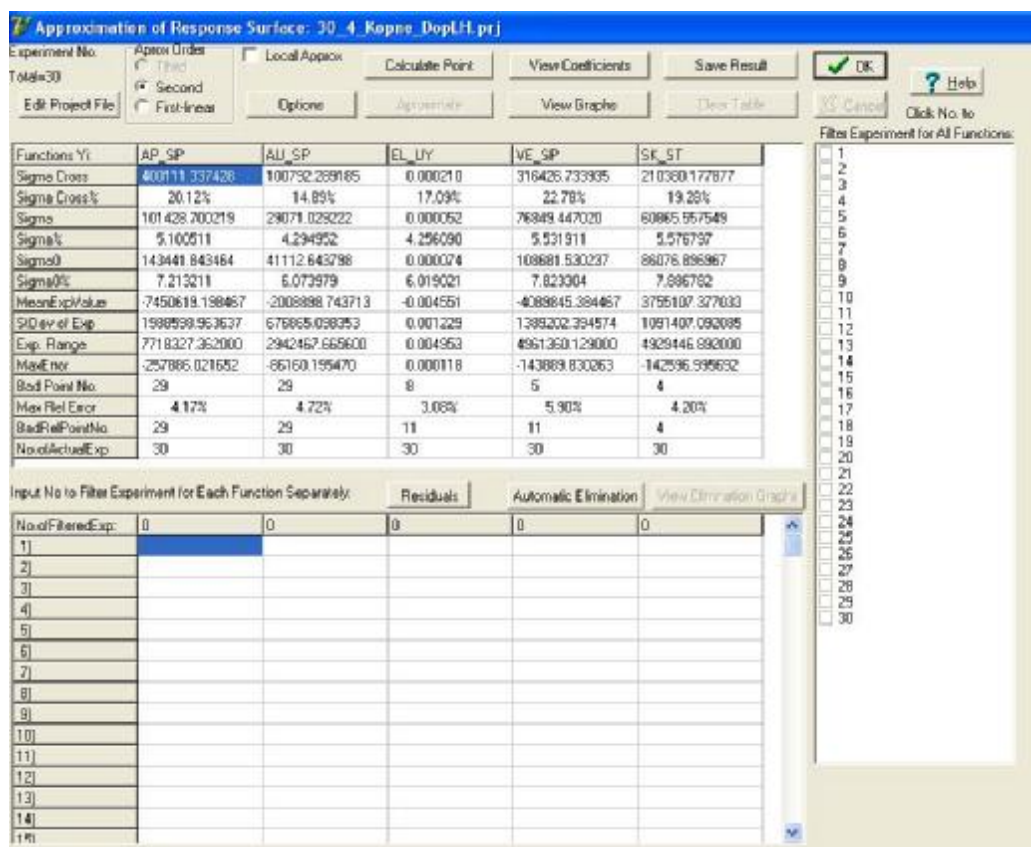 Approximation of Response Surface: 30_4_Kopne_DopLH.prj
Experiment No.
Total=30
Edit Project File
Aprox Order
Third
Second
First-linear
Local Approx
Options
Calculate Point
Aproximate
View Coefficients
View Graphs
Save Result
Clear Table
OK
Cancel
Help
Click No. to
Filter Experiment for All Functions:
Functions Yi AP_SP AU_SP EL_UY VE_SP SK_ST
Sigma Cross 400111.337428 100792.289185 0.000210 316426.733935 210380.177877
Sigma Cross% 20.12% 14.89% 17.09% 22.78% 19.28%
Sigma 101428.700219 29071.029222 0.000052 76849.447020 60865.957549
Sigma% 5.100511 4.294952 4.256090 5.531911 5.576797
Sigma0 143441.843464 41112.643798 0.000074 108681.530237 86076.896967
Sigma0% 7.213211 6.073979 6.019021 7.823304 7.886782
MeanExpValue -7450619.198467 -2008898.743713 -0.004551 -4089845.384467 3755107.377033
StDev of Exp 1988598.963637 676865.098353 0.001229 1389202.394574 1091407.092085
Exp. Range 7718327.362000 2942467.665600 0.004953 4961360.129000 4929446.892000
MaxError -257886.021652 -86160.195470 0.000118 -143889.830263 -142596.995692
Bad Point No. 29 29 8 5 4
Max Rel Error 4.17% 4.72% 3.08% 5.90% 4.20%
BadRelPointNo 29 29 11 11 4
No.ofActualExp 30 30 30 30 30
Input No to Filter Experiment for Each Function Separately:
Residuals
Automatic Elimination
View Elimination Graphs
No.ofFilteredExp: 0 0 0 0 0
1)
2)
3)
4)
5)
6)
7)
8)
9)
10)
11)
12)
13)
14)
15)
1
2
3
4
5
6
7
8
9
10
11
12
13
14
15
16
17
18
19
20
21
22
23
24
25
26
27
28
29
30